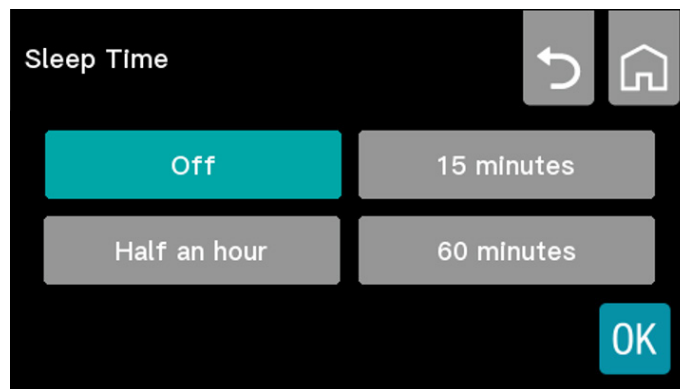 Sleep Time
Off
15 minutes
Half an hour
60 minutes
OK